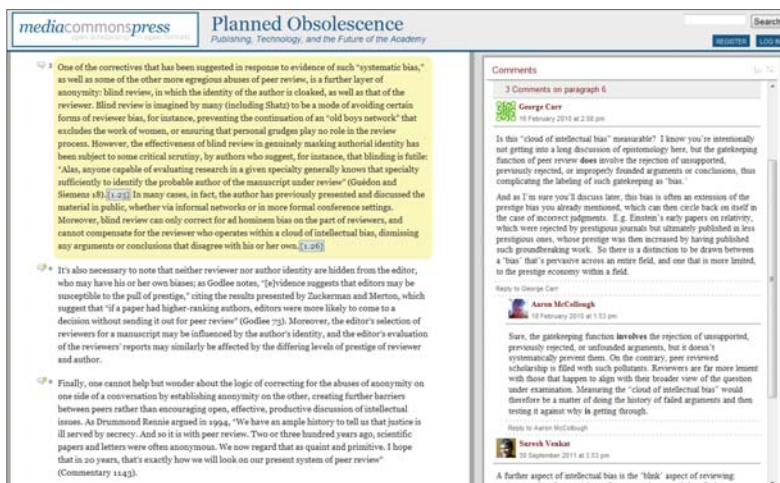 mediacommonspress
open scholarship in open formats
Planned Obsolescence
Publishing, Technology, and the Future of the Academy
Search
REGISTER
LOG IN
3
One of the correctives that has been suggested in response to evidence of such “systematic bias,”
as well as some of the other more egregious abuses of peer review, is a further layer of
anonymity: blind review, in which the identity of the author is cloaked, as well as that of the
reviewer. Blind review is imagined by many (including Shatz) to be a mode of avoiding certain
forms of reviewer bias, for instance, preventing the continuation of an “old boys network” that
excludes the work of women, or ensuring that personal grudges play no role in the review
process. However, the effectiveness of blind review in genuinely masking authorial identity has
been subject to some critical scrutiny, by authors who suggest, for instance, that blinding is futile:
“Alas, anyone capable of evaluating research in a given specialty generally knows that specialty
sufficiently to identify the probable author of the manuscript under review” (Guédon and
Siemens 18).[1.25] In many cases, in fact, the author has previously presented and discussed the
material in public, whether via informal networks or in more formal conference settings.
Moreover, blind review can only correct for ad hominem bias on the part of reviewers, and
cannot compensate for the reviewer who operates within a cloud of intellectual bias, dismissing
any arguments or conclusions that disagree with his or her own.[1.26]
It’s also necessary to note that neither reviewer nor author identity are hidden from the editor,
who may have his or her own biases; as Godlee notes, “[e]vidence suggests that editors may be
susceptible to the pull of prestige,” citing the results presented by Zuckerman and Merton, which
suggest that “if a paper had higher-ranking authors, editors were more likely to come to a
decision without sending it out for peer review” (Godlee 73). Moreover, the editor’s selection of
reviewers for a manuscript may be influenced by the author’s identity, and the editor’s evaluation
of the reviewers’ reports may similarly be affected by the differing levels of prestige of reviewer
and author.
Finally, one cannot help but wonder about the logic of correcting for the abuses of anonymity on
one side of a conversation by establishing anonymity on the other, creating further barriers
between peers rather than encouraging open, effective, productive discussion of intellectual
issues. As Drummond Rennie argued in 1994, “We have an ample history to tell us that justice is
ill served by secrecy. And so it is with peer review. Two or three hundred years ago, scientific
papers and letters were often anonymous. We now regard that as quaint and primitive. I hope
that in 20 years, that’s exactly how we will look on our present system of peer review”
(Commentary 1143).
Comments
3 Comments on paragraph 6
George Carr
16 February 2010 at 2:08 pm
Is this “cloud of intellectual bias” measurable? I know you’re intentionally
not getting into a long discussion of epistemology here, but the gatekeeping
function of peer review does involve the rejection of unsupported,
previously rejected, or improperly founded arguments or conclusions, thus
complicating the labeling of such gatekeeping as ‘bias.’
And as I’m sure you’ll discuss later, this bias is often an extension of the
prestige bias you already mentioned, which can then circle back on itself in
the case of incorrect judgments. E.g. Einstein’s early papers on relativity,
which were rejected by prestigious journals but ultimately published in less
prestigious ones, whose prestige was then increased by having published
such groundbreaking work. So there is a distinction to be drawn between
a ‘bias’ that’s pervasive across an entire field, and one that is more limited,
to the prestige economy within a field.
Reply to George Carr
Aaron McCollough
18 February 2010 at 1:53 pm
Sure, the gatekeeping function involves the rejection of unsupported,
previously rejected, or unfounded arguments, but it doesn’t
systematically prevent them. On the contrary, peer reviewed
scholarship is filled with such pollutants. Reviewers are far more lenient
with those that happen to align with their broader view of the question
under examination. Measuring the “cloud of intellectual bias” would
therefore be a matter of doing the history of failed arguments and then
testing it against why is getting through.
Reply to Aaron McCollough
Suresh Venkat
30 September 2011 at 3:53 pm
A further aspect of intellectual bias is the ‘blink’ aspect of reviewing: